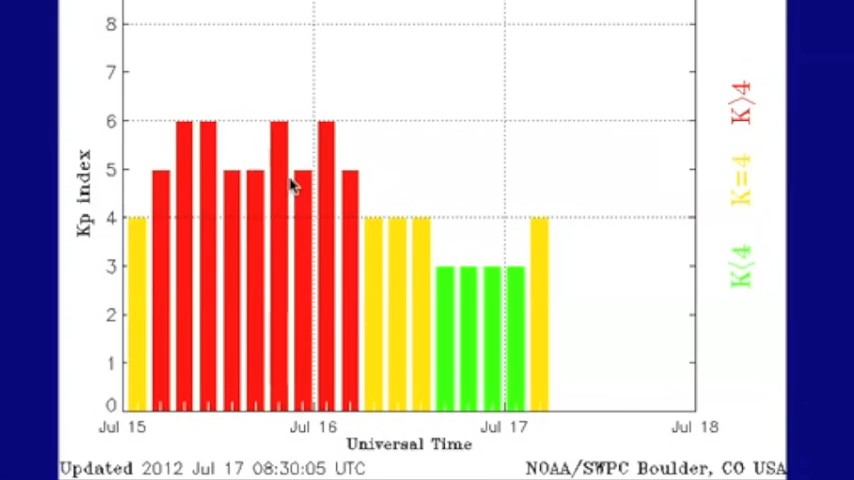 8
7
6
5
4
3
2
1
0
Kp index
Jul 15 Jul 16 Jul 17 Jul 18
Universal Time
K>4
K=4
K<4
Updated 2012 Jul 17 08:30:05 UTC
NOAA/SWPC Boulder, CO USA